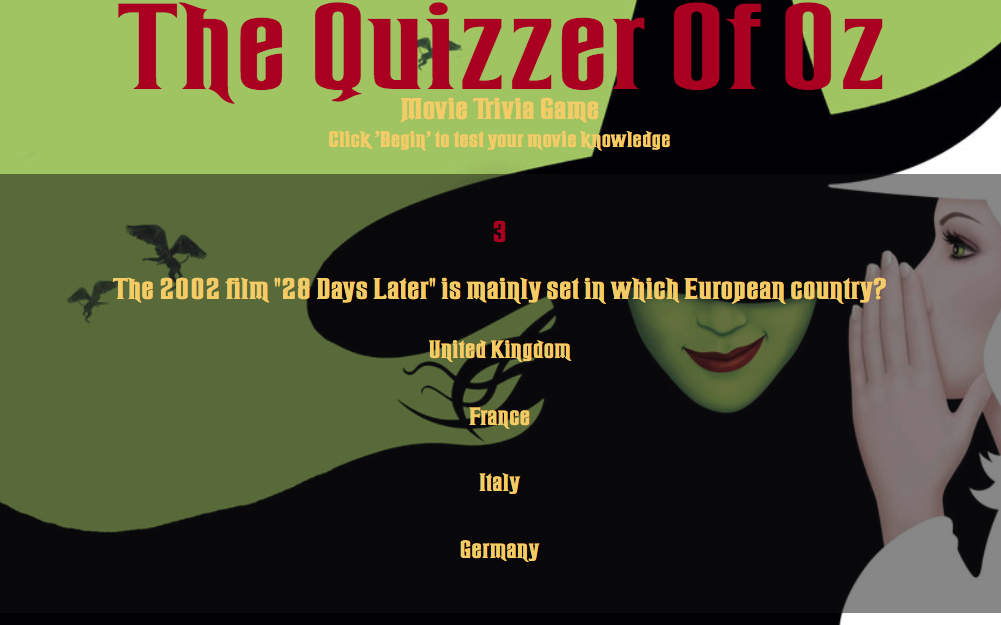 The Quizzer Of Oz
Movie Trivia Game
Click 'Begin' to test your movie knowledge
3
The 2002 film "28 Days Later" is mainly set in which European country?
United Kingdom
France
Italy
Germany